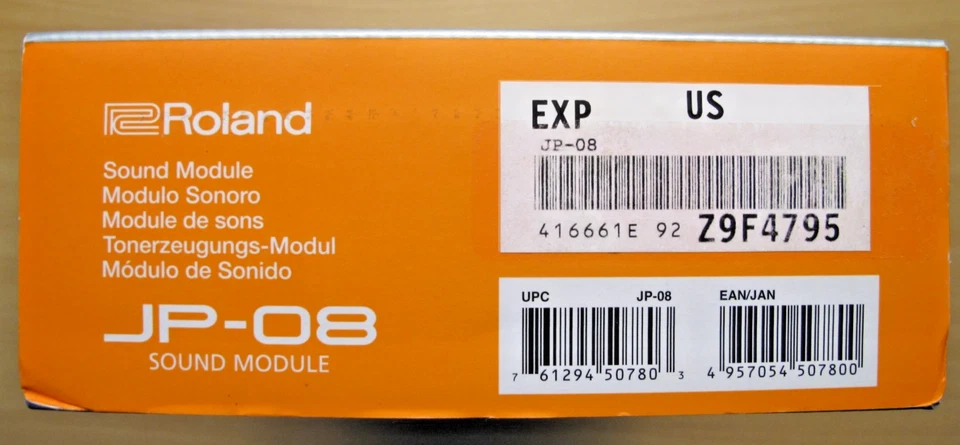 Roland
Sound Module
Modulo Sonoro
Module de sons
Tonerzeugungs-Modul
Módulo de Sonido
JP-08
SOUND MODULE
EXP US
JP-08
416661E 92 Z9F4795
UPC JP-08
7 61294 50780 3
EAN/JAN
4 957054 507800